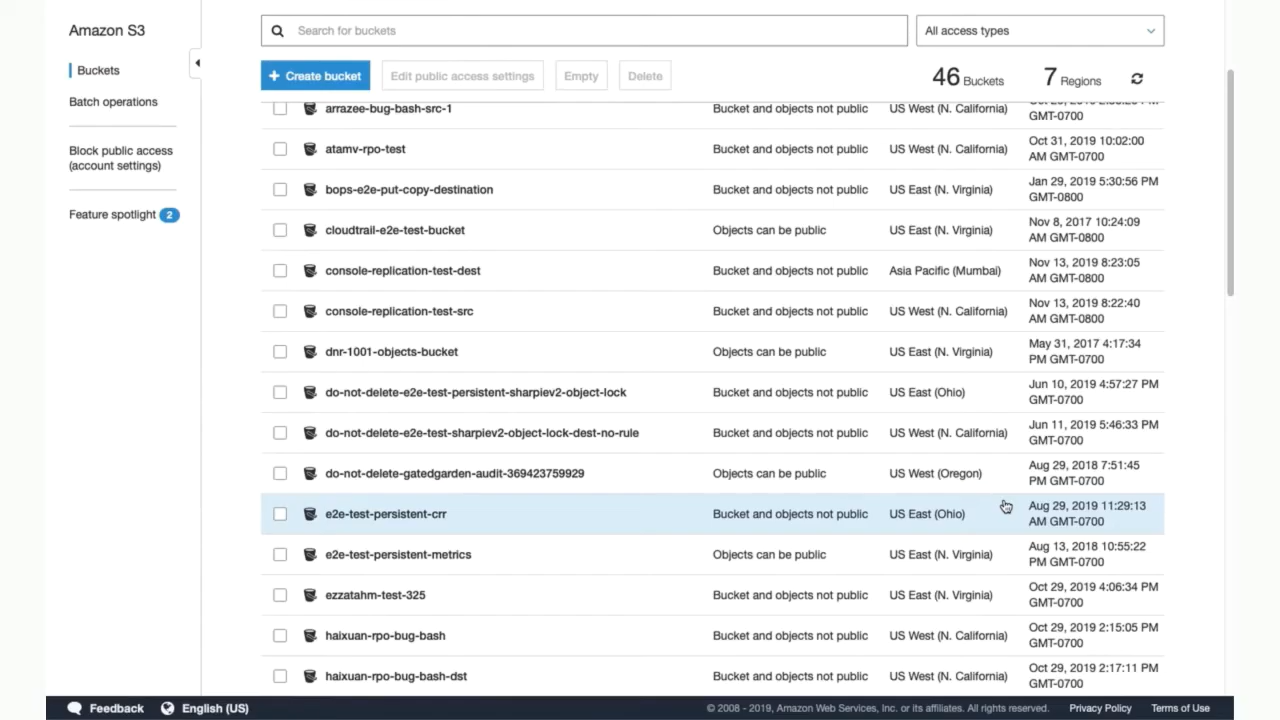 Amazon S3
Buckets
Batch operations
Block public access
(account settings)
Feature spotlight 2
Search for buckets
All access types
+ Create bucket
Edit public access settings
Empty
Delete
46 Buckets
7 Regions
arrazee-bug-bash-src-1 Bucket and objects not public US West (N. California)
GMT-0700
atamv-rpo-test Bucket and objects not public US West (N. California) Oct 31, 2019 10:02:00
AM GMT-0700
bops-e2e-put-copy-destination Bucket and objects not public US East (N. Virginia) Jan 29, 2019 5:30:56 PM
GMT-0800
cloudtrail-e2e-test-bucket Objects can be public US East (N. Virginia) Nov 8, 2017 10:24:09
AM GMT-0800
console-replication-test-dest Bucket and objects not public Asia Pacific (Mumbai) Nov 13, 2019 8:23:05
AM GMT-0800
console-replication-test-src Bucket and objects not public US West (N. California) Nov 13, 2019 8:22:40
AM GMT-0800
dnr-1001-objects-bucket Objects can be public US East (N. Virginia) May 31, 2017 4:17:34
PM GMT-0700
do-not-delete-e2e-test-persistent-sharpiev2-object-lock Bucket and objects not public US East (Ohio) Jun 10, 2019 4:57:27 PM
GMT-0700
do-not-delete-e2e-test-sharpiev2-object-lock-dest-no-rule Bucket and objects not public US West (N. California) Jun 11, 2019 5:46:33 PM
GMT-0700
do-not-delete-gatedgarden-audit-369423759929 Objects can be public US West (Oregon) Aug 29, 2018 7:51:45
PM GMT-0700
e2e-test-persistent-crr Bucket and objects not public US East (Ohio) Aug 29, 2019 11:29:13
AM GMT-0700
e2e-test-persistent-metrics Objects can be public US East (N. Virginia) Aug 13, 2018 10:55:22
PM GMT-0700
ezzatahm-test-325 Bucket and objects not public US East (N. Virginia) Oct 29, 2019 4:06:34 PM
GMT-0700
haixuan-rpo-bug-bash Bucket and objects not public US West (N. California) Oct 29, 2019 2:15:05 PM
GMT-0700
haixuan-rpo-bug-bash-dst Bucket and objects not public US West (N. California) Oct 29, 2019 2:17:11 PM
GMT-0700
Feedback
English (US)
© 2008 - 2019, Amazon Web Services, Inc. or its affiliates. All rights reserved.
Privacy Policy
Terms of Use